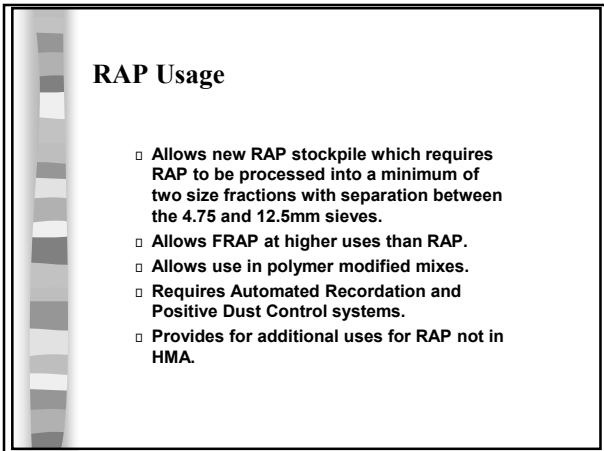 RAP Usage
▯ Allows new RAP stockpile which requires
RAP to be processed into a minimum of
two size fractions with separation between
the 4.75 and 12.5mm sieves.
▯ Allows FRAP at higher uses than RAP.
▯ Allows use in polymer modified mixes.
▯ Requires Automated Recordation and
Positive Dust Control systems.
▯ Provides for additional uses for RAP not in
HMA.